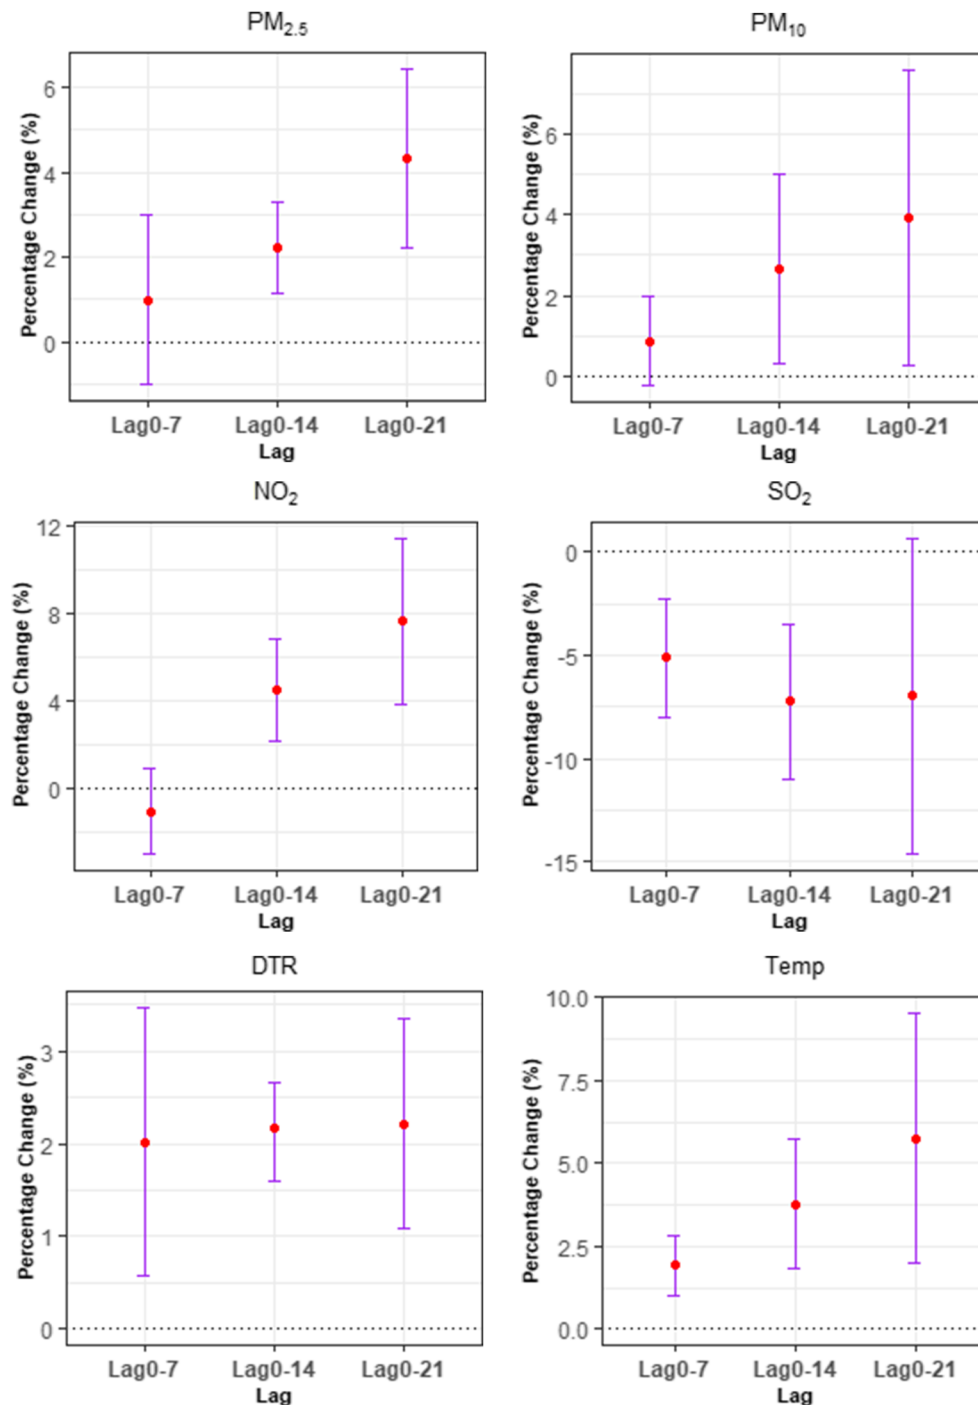 PM2.5
Percentage Change (%)
6
4
2
0
Lag0-7 Lag0-14 Lag0-21
Lag
PM10
Percentage Change (%)
6
4
2
0
Lag0-7 Lag0-14 Lag0-21
Lag
NO2
Percentage Change (%)
12
8
4
0
Lag0-7 Lag0-14 Lag0-21
Lag
SO2
Percentage Change (%)
0
-5
-10
-15
Lag0-7 Lag0-14 Lag0-21
Lag
DTR
Percentage Change (%)
3
2
1
0
Lag0-7 Lag0-14 Lag0-21
Lag
Temp
Percentage Change (%)
10.0
7.5
5.0
2.5
0.0
Lag0-7 Lag0-14 Lag0-21
Lag